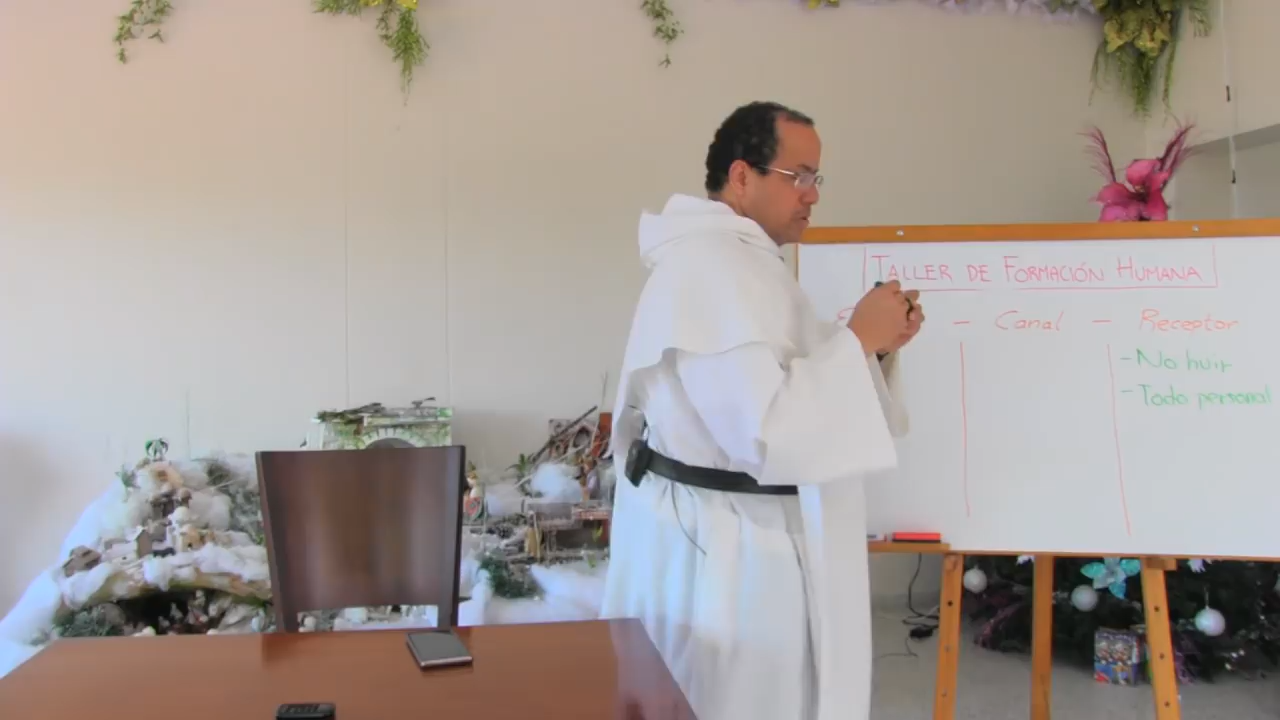 TALLER DE FORMACIÓN HUMANA
- Canal - Receptor
- No huir
- Todo personal